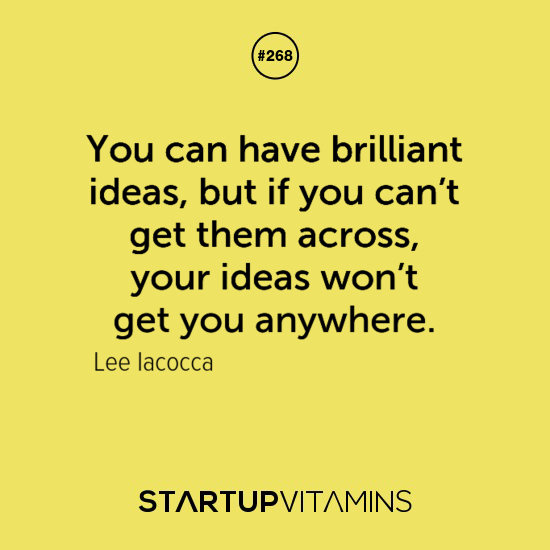 #268
You can have brilliant
ideas, but if you can’t
get them across,
your ideas won’t
get you anywhere.
Lee Iacocca
STARTUPVITAMINS